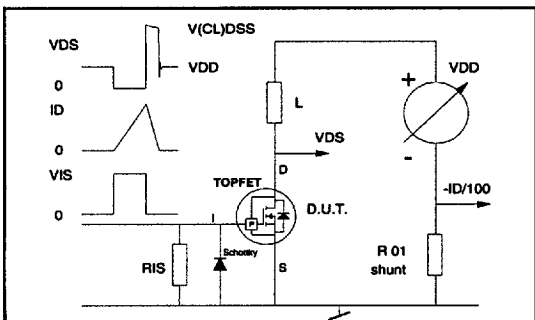 V(CL)DSS
VDS
VDD
0
ID
0
VIS
0
L
VDS
D
TOPFET
P
D.U.T.
I
Schottky
RIS
S
+
VDD
-
-ID/100
R 01
shunt